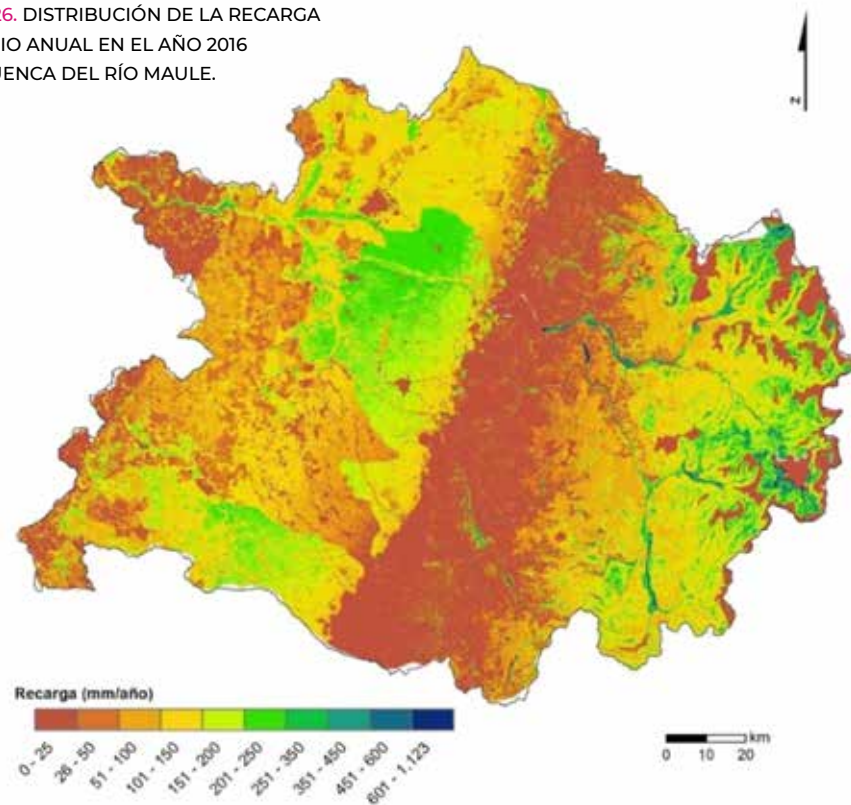 26. DISTRIBUCIÓN DE LA RECARGA
IO ANUAL EN EL AÑO 2016
UENCA DEL RÍO MAULE.
N
Recarga (mm/año)
0 - 25
26 - 50
51 - 100
101 - 150
151 - 200
201 - 250
251 - 350
351 - 450
451 - 600
601 - 1.123
km
0 10 20